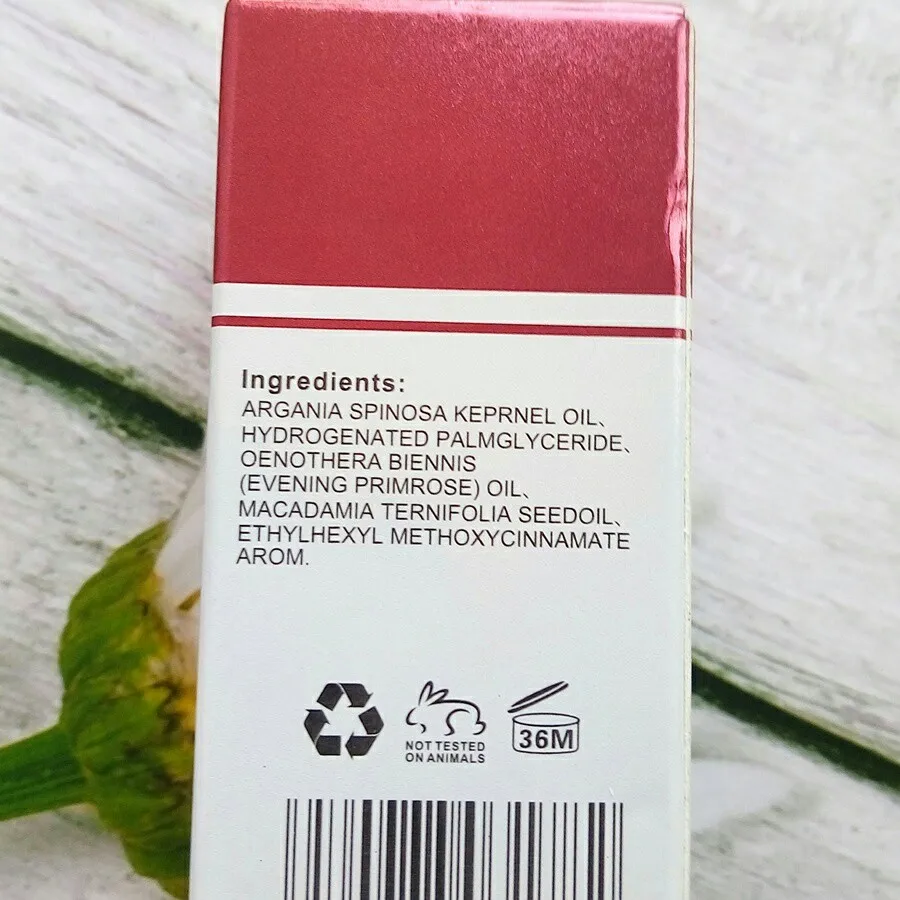 Ingredients:
ARGANIA SPINOSA KEPRNEL OIL、
HYDROGENATED PALMGLYCERIDE、
OENOTHERA BIENNIS
(EVENING PRIMROSE) OIL、
MACADAMIA TERNIFOLIA SEEDOIL、
ETHYLHEXYL METHOXYCINNAMATE
AROM.
NOT TESTED
ON ANIMALS
36M